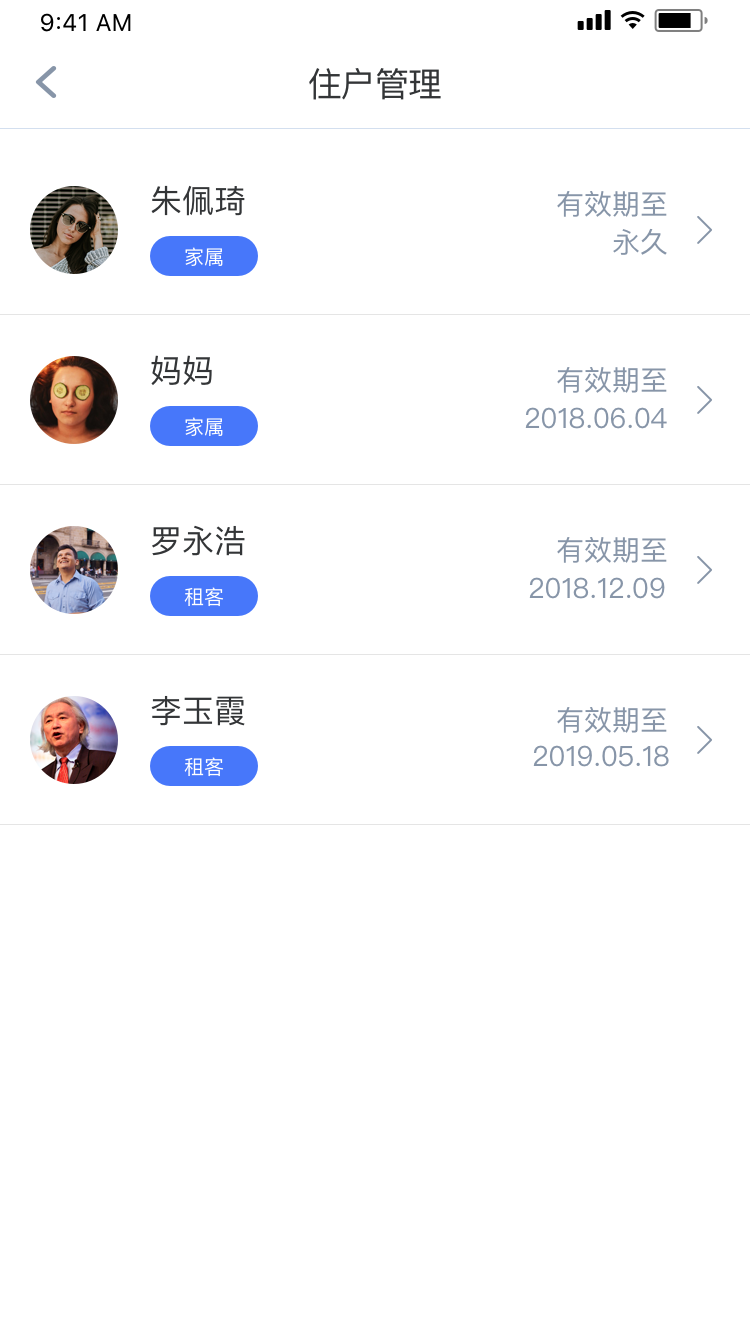 9:41 AM
住户管理
朱佩琦
家属
有效期至
永久
妈妈
家属
有效期至
2018.06.04
罗永浩
租客
有效期至
2018.12.09
李玉霞
租客
有效期至
2019.05.18